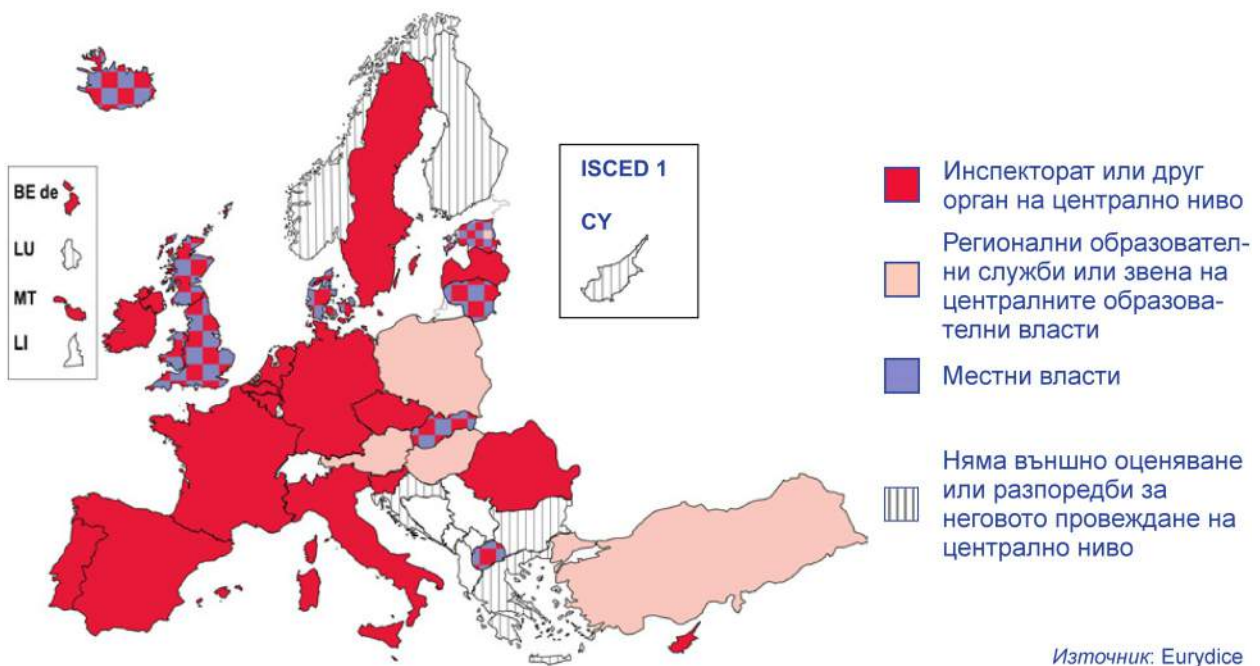 BE de
LU
MT
LI
ISCED 1
CY
Инспекторат или друг
орган на централно ниво
Регионални образовател-
ни служби или звена на
централните образова-
телни власти
Местни власти
Няма външно оценяване
или разпоредби за
неговото провеждане на
централно ниво
Източник: Eurydice